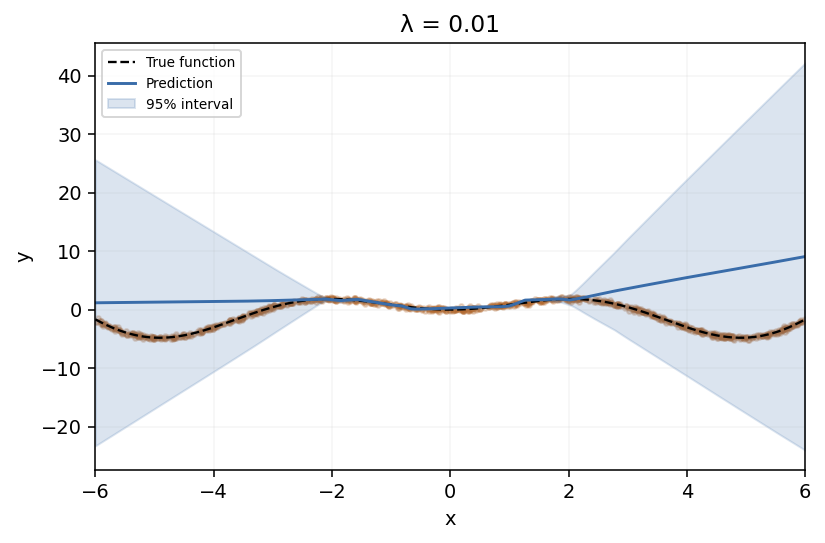 λ = 0.01
True function
Prediction
95% interval
y
40
30
20
10
0
−10
−20
−6
−4
−2
0
2
4
6
x